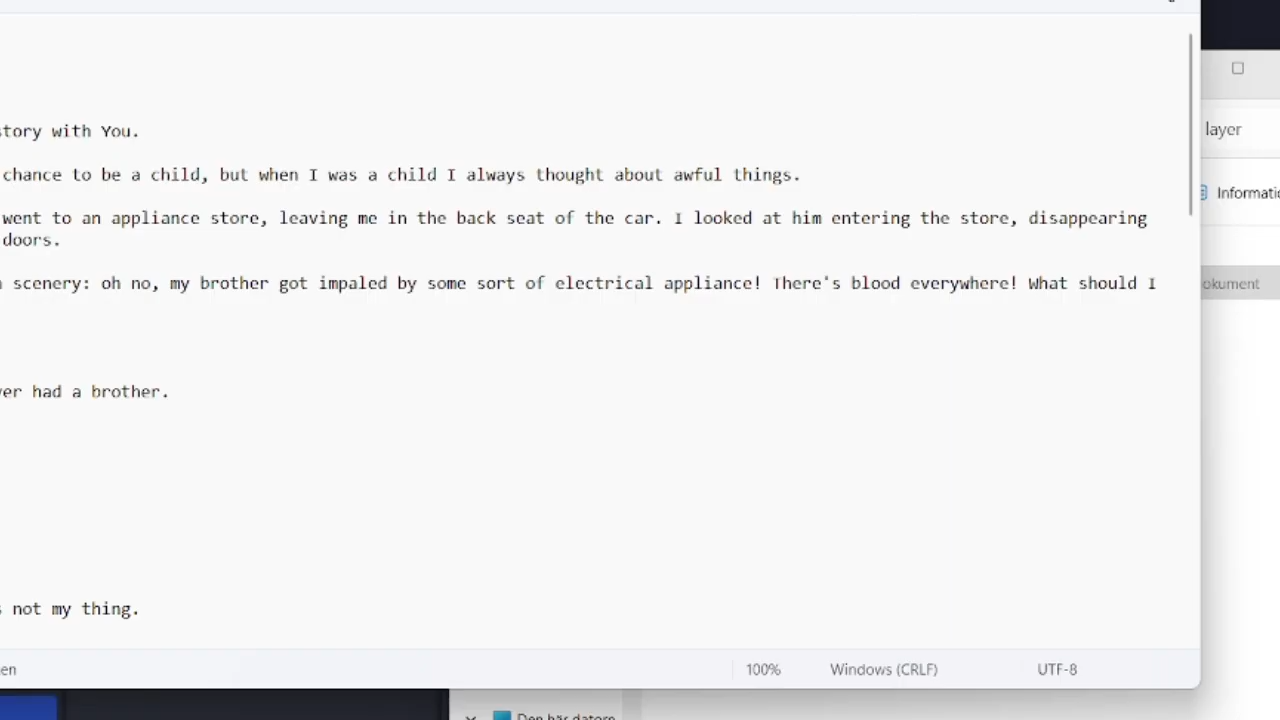 story with You.
layer
chance to be a child, but when I was a child I always thought about awful things.
Informatio
went to an appliance store, leaving me in the back seat of the car. I looked at him entering the store, disappearing
doors.
scenery: oh no, my brother got impaled by some sort of electrical appliance! There's blood everywhere! What should I
okument
ver had a brother.
s not my thing.
en
100%
Windows (CRLF)
UTF-8
Den här datorn